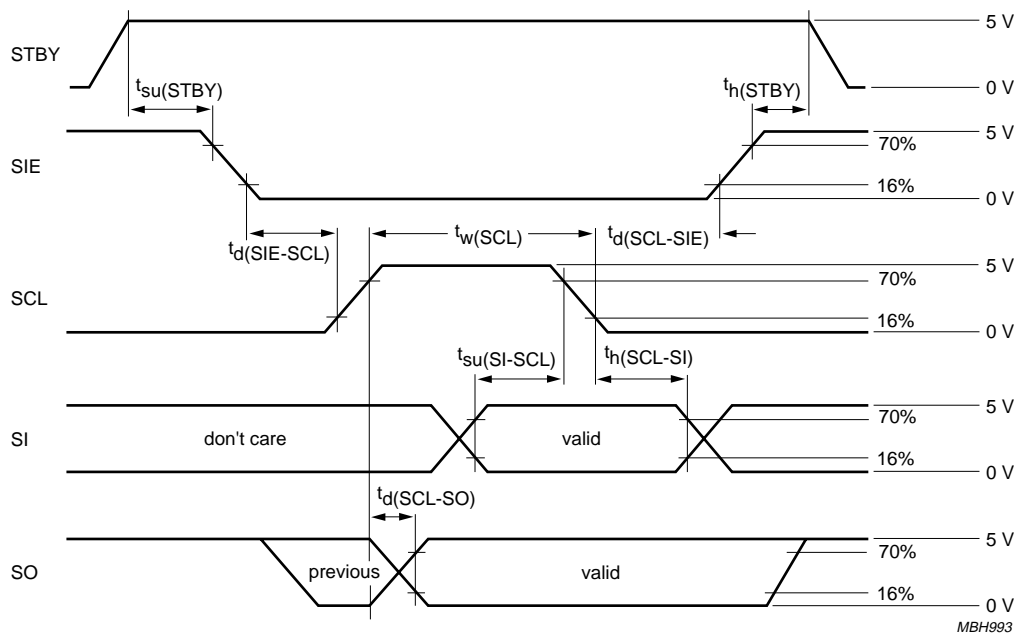 5 V
STBY
tsu(STBY)
th(STBY)
0 V
5 V
70%
SIE
16%
0 V
td(SIE-SCL)
tw(SCL)
td(SCL-SIE)
5 V
70%
SCL
16%
0 V
tsu(SI-SCL)
th(SCL-SI)
5 V
70%
SI
don't care
valid
16%
0 V
td(SCL-SO)
5 V
70%
SO
previous
valid
16%
0 V
MBH993